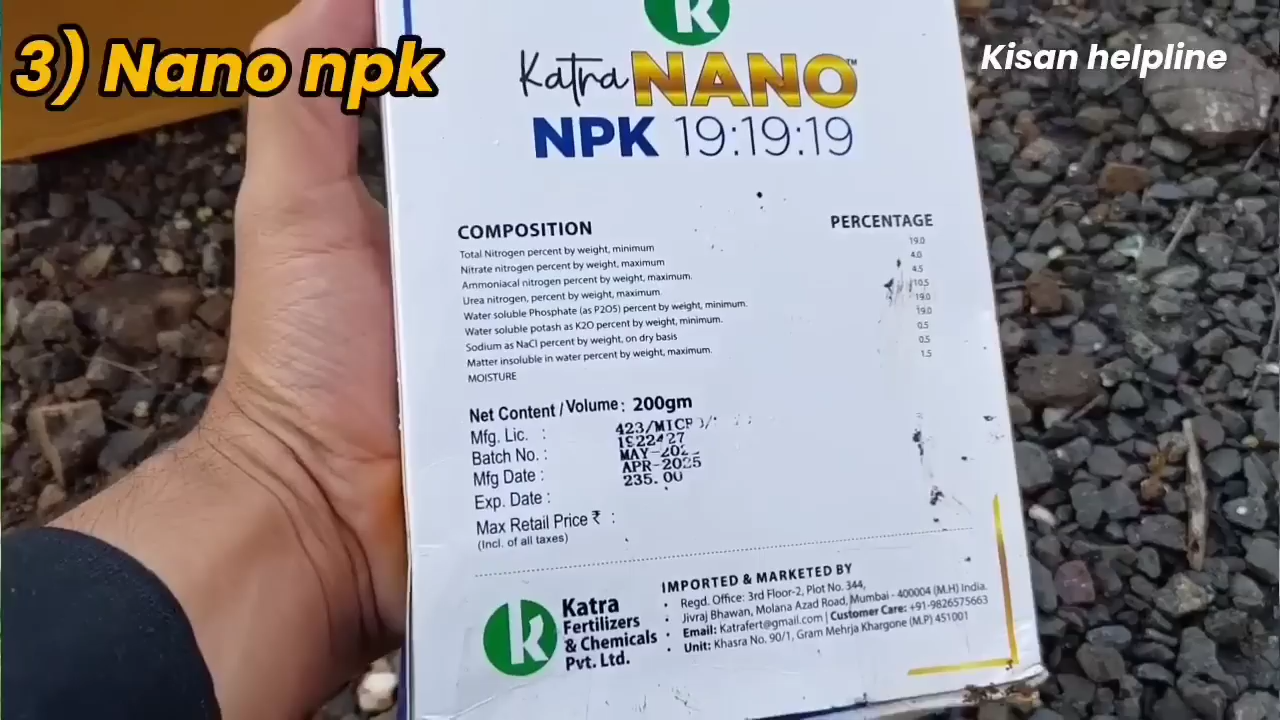 3) Nano npk
Kisan helpline
k
Katra NANO™
NPK 19:19:19
COMPOSITION PERCENTAGE
Total Nitrogen percent by weight, minimum 19.0
Nitrate nitrogen percent by weight, maximum 4.0
Ammoniacal nitrogen percent by weight, maximum. 4.5
Urea nitrogen, percent by weight, maximum. 10.5
Water soluble Phosphate (as P2O5) percent by weight, minimum. 19.0
Water soluble potash as K2O percent by weight, minimum. 19.0
Sodium as NaCl percent by weight, on dry basis 0.5
Matter insoluble in water percent by weight, maximum. 0.5
MOISTURE 1.5
Net Content / Volume : 200gm
Mfg. Lic. :
Batch No. :
Mfg Date : MAY-
Exp. Date : APR-2025
Max Retail Price ₹ : 235.00
(Incl. of all taxes)
k
Katra
Fertilizers
& Chemicals
Pvt. Ltd.
IMPORTED & MARKETED BY
• Regd. Office: 3rd Floor-2, Plot No. 344,
Jivraj Bhawan, Molana Azad Road, Mumbai - 400004 (M.H) India.
• Email: Katrafert@gmail.com | Customer Care: +91-9826575663
• Unit: Khasra No. 90/1, Gram Mehrja Khargone (M.P) 451001